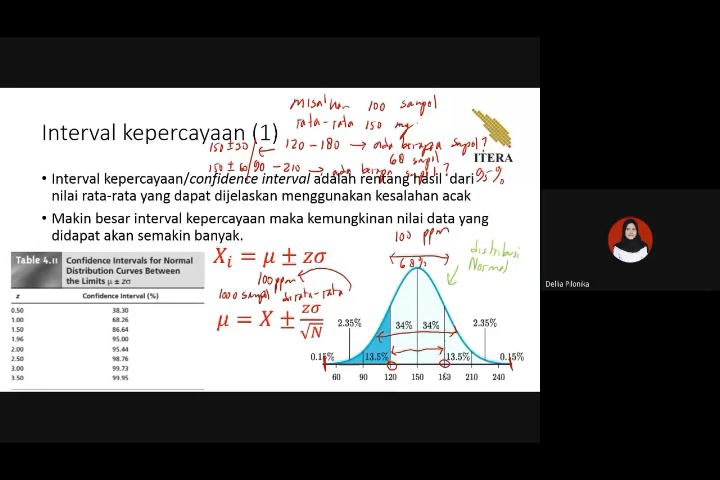 misalkan 100 sampel
rata-rata 150 mg
Interval kepercayaan (1)
150 ± 30 / 120 - 180 → ada berapa sampel?
68 sampel
150 ± 60 / 90 - 210 → ada berapa sampel? 95%
ITERA
• Interval kepercayaan/confidence interval adalah rentang hasil dari
nilai rata-rata yang dapat dijelaskan menggunakan kesalahan acak
• Makin besar interval kepercayaan maka kemungkinan nilai data yang
didapat akan semakin banyak.
100 ppm
distribusi
Normal
68%
Table 4.11 Confidence Intervals for Normal
Distribution Curves Between
the Limits μ ± zσ
z Confidence Interval (%)
0.50 38.30
1.00 68.26
1.50 86.64
1.96 95.00
2.00 95.44
2.50 98.76
3.00 99.73
3.50 99.95
Xᵢ = μ ± zσ
100 ppm
1000 sampel dirata-rata
μ = X ± zσ/√N
2.35% 34% 34% 2.35%
0.15% 13.5% 13.5% 0.15%
60 90 120 150 180 210 240
Delia Pilonika